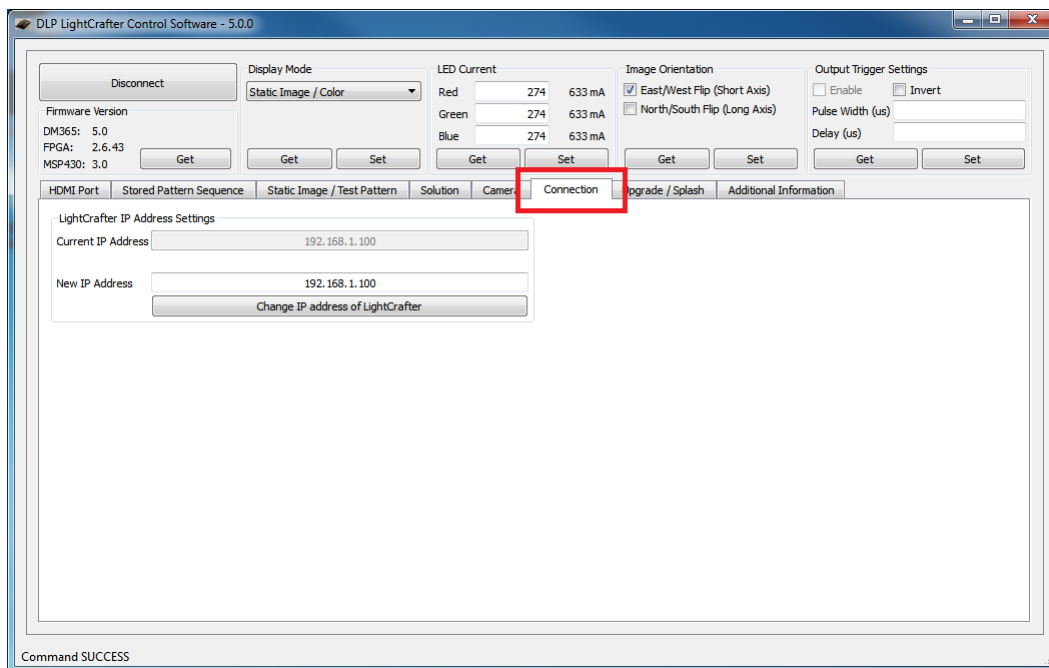 DLP LightCrafter Control Software - 5.0.0
Disconnect
Firmware Version
DM365: 5.0
FPGA: 2.6.43
MSP430: 3.0
Get
Display Mode
Static Image / Color
Get Set
LED Current
Red 274 633 mA
Green 274 633 mA
Blue 274 633 mA
Get Set
Image Orientation
East/West Flip (Short Axis)
North/South Flip (Long Axis)
Get Set
Output Trigger Settings
Enable Invert
Pulse Width (us)
Delay (us)
Get Set
HDMI Port Stored Pattern Sequence Static Image / Test Pattern Solution Camera Connection Upgrade / Splash Additional Information
LightCrafter IP Address Settings
Current IP Address 192.168.1.100
New IP Address 192.168.1.100
Change IP address of LightCrafter
Command SUCCESS